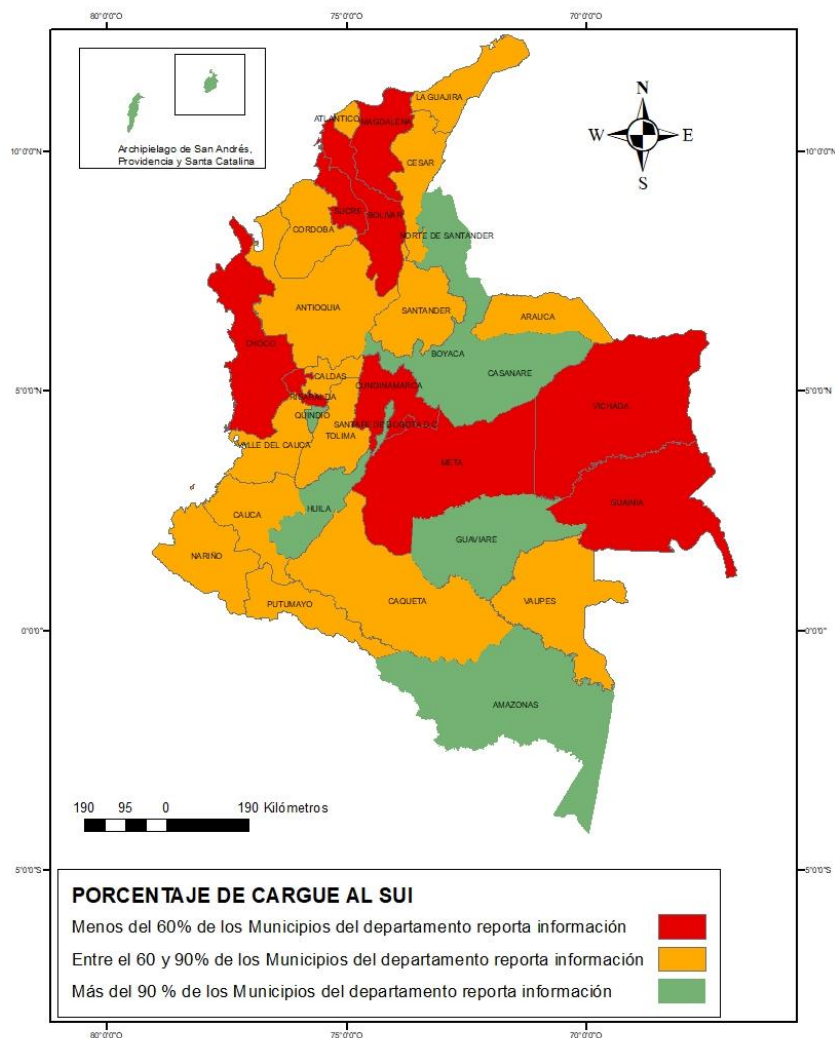 80°0'0"O
75°0'0"O
70°0'0"O
N
W
E
S
Archipielago de San Andrés,
Providencia y Santa Catalina
10°0'0"N
10°0'0"N
LA GUAJIRA
ATLANTICO
MAGDALENA
CESAR
SUCRE
BOLIVAR
CORDOBA
NORTE DE SANTANDER
ANTIOQUIA
SANTANDER
ARAUCA
CHOCO
BOYACA
CASANARE
CALDAS
CUNDINAMARCA
5°0'0"N
5°0'0"N
RISARALDA
VICHADA
QUINDIO
SANTAFE DE BOGOTA D.C
TOLIMA
VALLE DEL CAUCA
META
GUAINIA
HUILA
CAUCA
GUAVIARE
NARIÑO
CAQUETA
VAUPES
PUTUMAYO
0°0'0"
0°0'0"
AMAZONAS
190 95 0 190 Kilómetros
5°0'0"S
5°0'0"S
PORCENTAJE DE CARGUE AL SUI
Menos del 60% de los Municipios del departamento reporta información
Entre el 60 y 90% de los Municipios del departamento reporta información
Más del 90 % de los Municipios del departamento reporta información
80°0'0"O
75°0'0"O
70°0'0"O